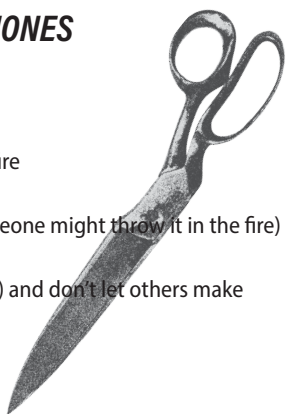 ONES
ure
eone might throw it in the fire)
) and don't let others make